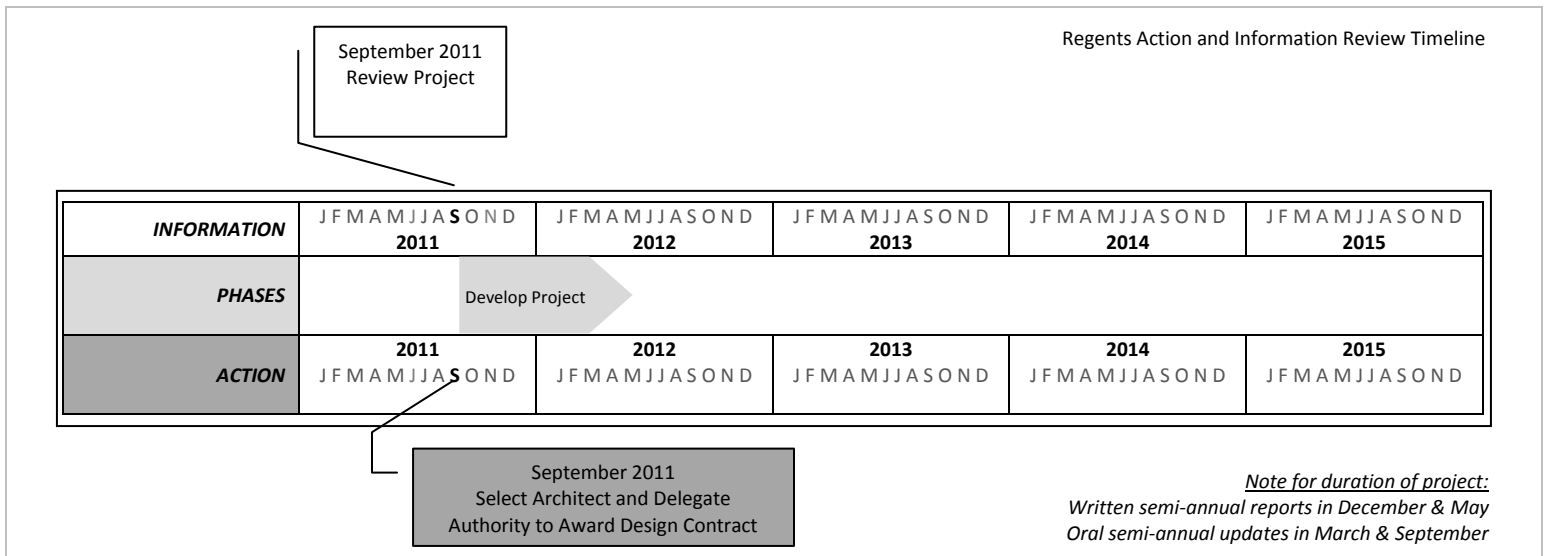 Regents Action and Information Review Timeline
September 2011
Review Project
INFORMATION
J F M A M J J A S O N D
2011
J F M A M J J A S O N D
2012
J F M A M J J A S O N D
2013
J F M A M J J A S O N D
2014
J F M A M J J A S O N D
2015
PHASES
Develop Project
ACTION
2011
J F M A M J J A S O N D
2012
J F M A M J J A S O N D
2013
J F M A M J J A S O N D
2014
J F M A M J J A S O N D
2015
J F M A M J J A S O N D
September 2011
Select Architect and Delegate
Authority to Award Design Contract
Note for duration of project:
Written semi-annual reports in December & May
Oral semi-annual updates in March & September